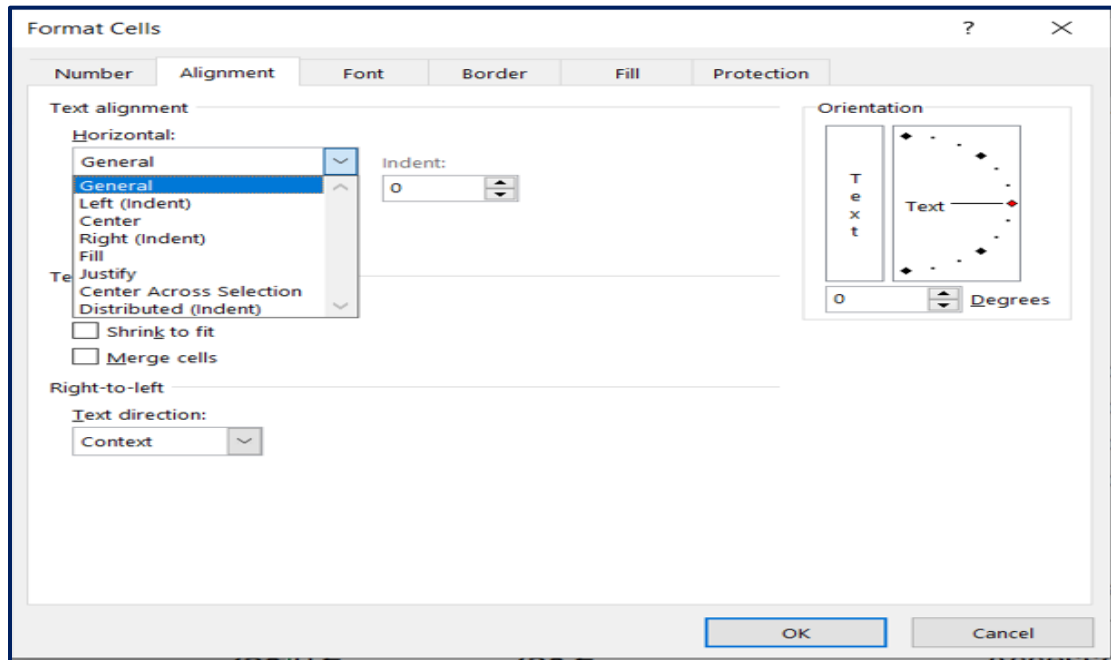 Format Cells ?
Number Alignment Font Border Fill Protection
Text alignment
Horizontal:
General
Indent:
0
General
Left (Indent)
Center
Right (Indent)
Fill
Justify
Center Across Selection
Distributed (Indent)
Te
Shrink to fit
Merge cells
Right-to-left
Text direction:
Context
Orientation
Text
Text
0 Degrees
OK Cancel